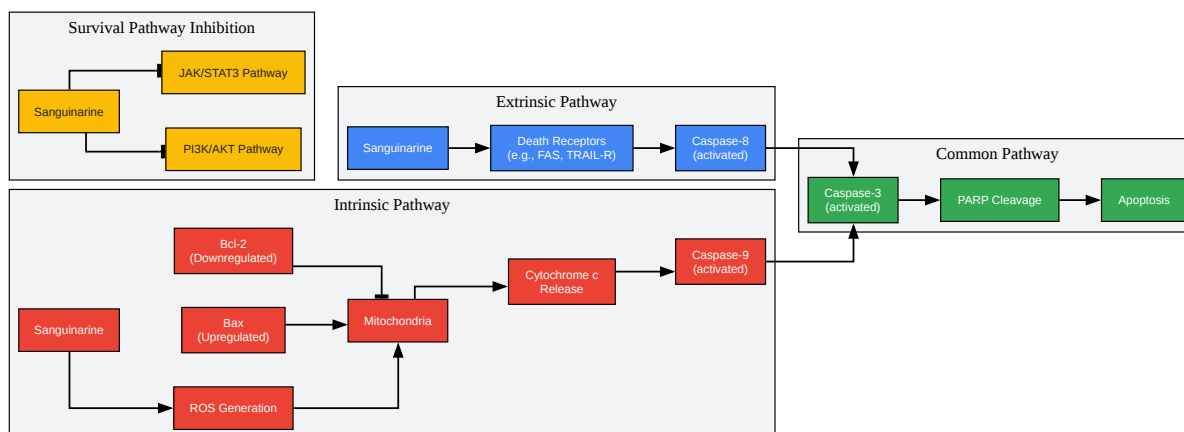 Survival Pathway Inhibition
JAK/STAT3 Pathway
Sanguinarine
PI3K/AKT Pathway
Extrinsic Pathway
Sanguinarine
Death Receptors
(e.g., FAS, TRAIL-R)
Caspase-8
(activated)
Common Pathway
Caspase-3
(activated)
PARP Cleavage
Apoptosis
Intrinsic Pathway
Bcl-2
(Downregulated)
Caspase-9
(activated)
Cytochrome c
Release
Sanguinarine
Bax
(Upregulated)
Mitochondria
ROS Generation